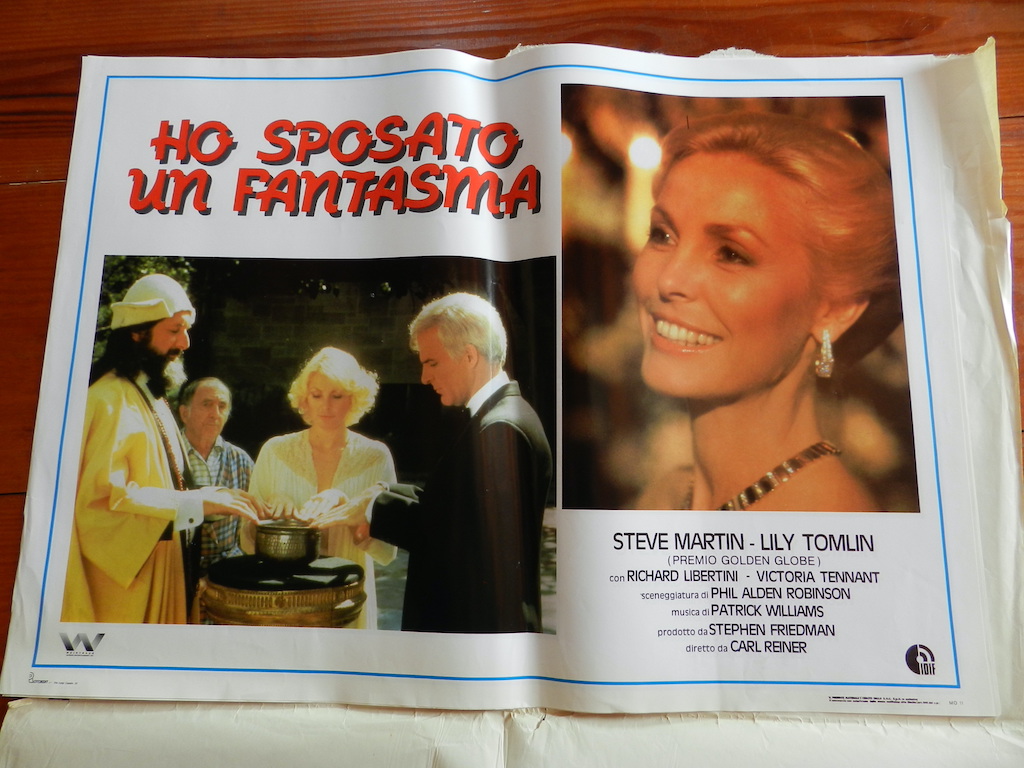 HO SPOSATO
UN FANTASMA
STEVE MARTIN - LILY TOMLIN
(PREMIO GOLDEN GLOBE)
con RICHARD LIBERTINI - VICTORIA TENNANT
sceneggiatura di PHIL ALDEN ROBINSON
musica di PATRICK WILLIAMS
prodotto da STEPHEN FRIEDMAN
diretto da CARL REINER
IDIF